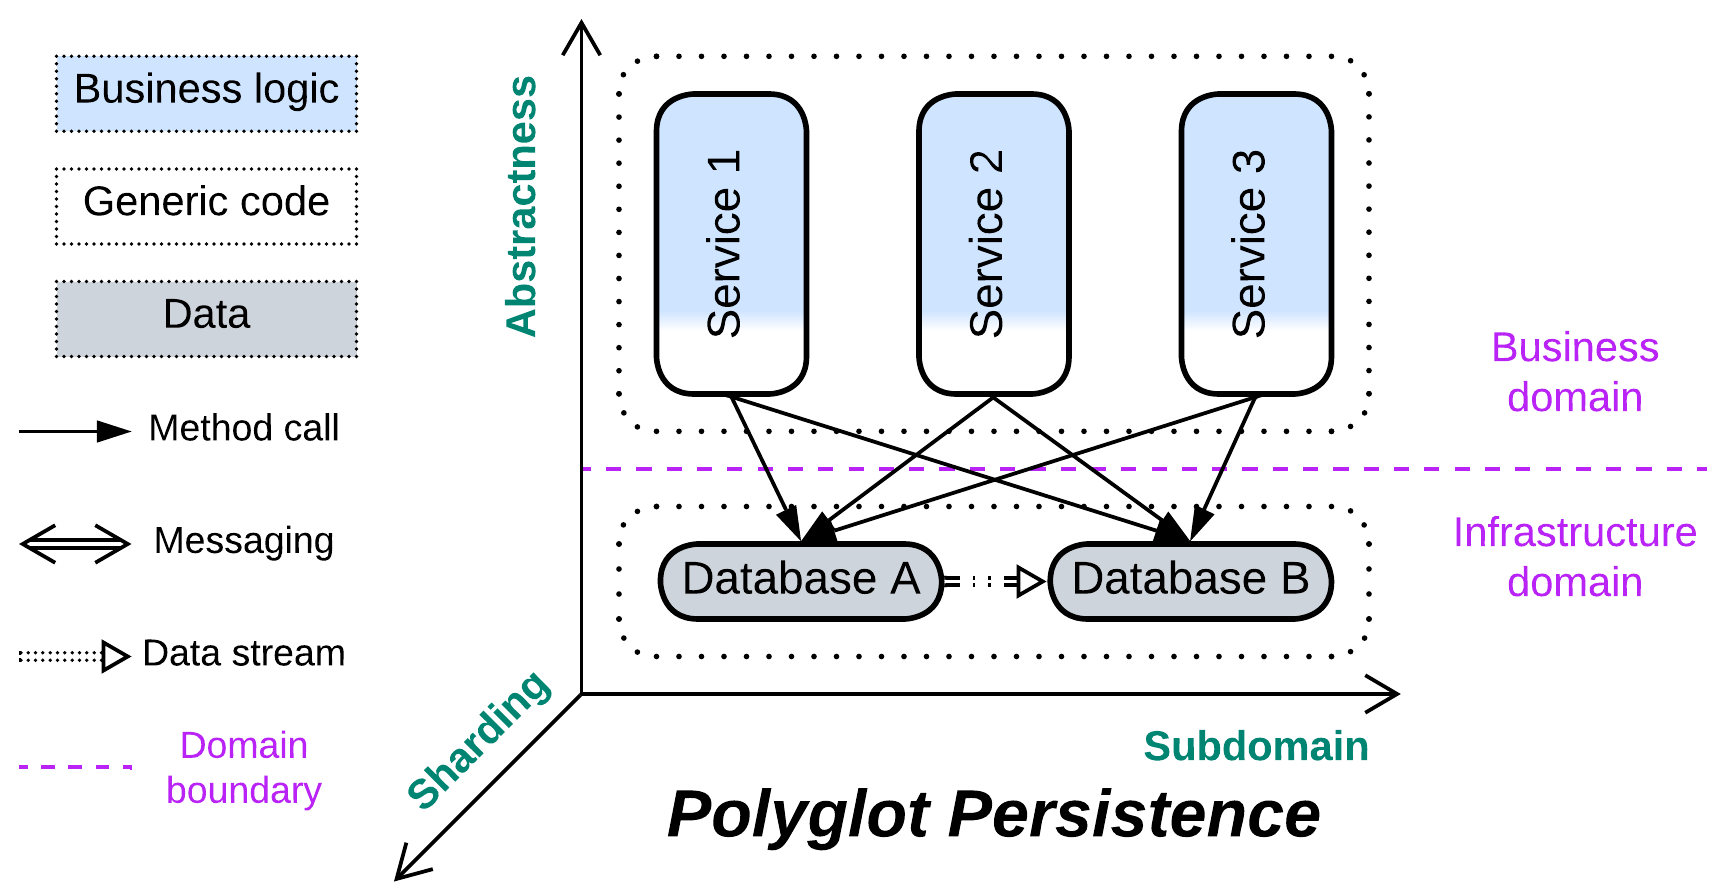 Business logic
Generic code
Data
Method call
Messaging
Data stream
Domain
boundary
Abstractness
Sharding
Subdomain
Service 1
Service 2
Service 3
Database A
Database B
Business
domain
Infrastructure
domain
Polyglot Persistence